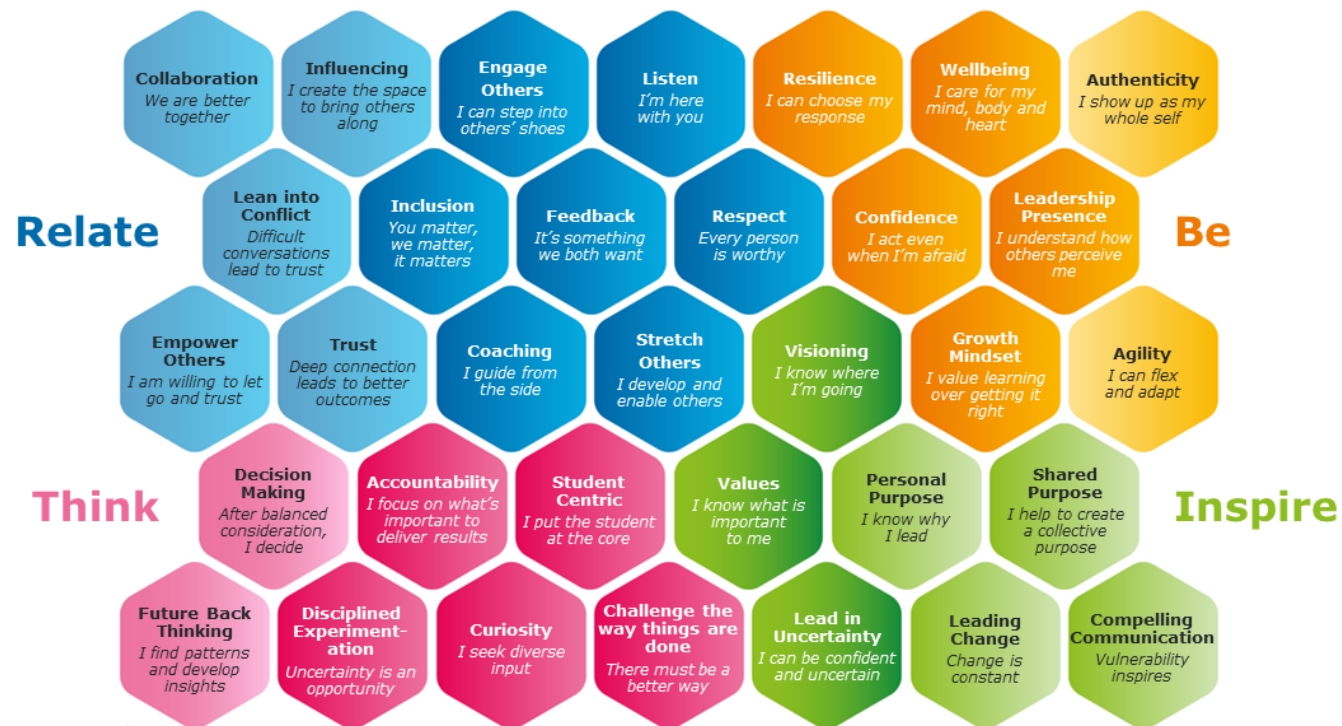 Collaboration
We are better
together
Influencing
I create the space
to bring others
along
Engage
Others
I can step into
others’ shoes
Listen
I’m here
with you
Resilience
I can choose my
response
Wellbeing
I care for my
mind, body and
heart
Authenticity
I show up as my
whole self
Relate
Lean into
Conflict
Difficult
conversations
lead to trust
Inclusion
You matter,
we matter,
it matters
Feedback
It’s something
we both want
Respect
Every person
is worthy
Confidence
I act even
when I’m afraid
Leadership
Presence
I understand how
others perceive
me
Be
Empower
Others
I am willing to let
go and trust
Trust
Deep connection
leads to better
outcomes
Coaching
I guide from
the side
Stretch
Others
I develop and
enable others
Visioning
I know where
I’m going
Growth
Mindset
I value learning
over getting it
right
Agility
I can flex
and adapt
Think
Decision
Making
After balanced
consideration,
I decide
Accountability
I focus on what’s
important to
deliver results
Student
Centric
I put the student
at the core
Values
I know what is
important
to me
Personal
Purpose
I know why
I lead
Shared
Purpose
I help to create
a collective
purpose
Inspire
Future Back
Thinking
I find patterns
and develop
insights
Disciplined
Experiment-
ation
Uncertainty is an
opportunity
Curiosity
I seek diverse
input
Challenge the
way things are
done
There must be a
better way
Lead in
Uncertainty
I can be confident
and uncertain
Leading
Change
Change is
constant
Compelling
Communication
Vulnerability
inspires